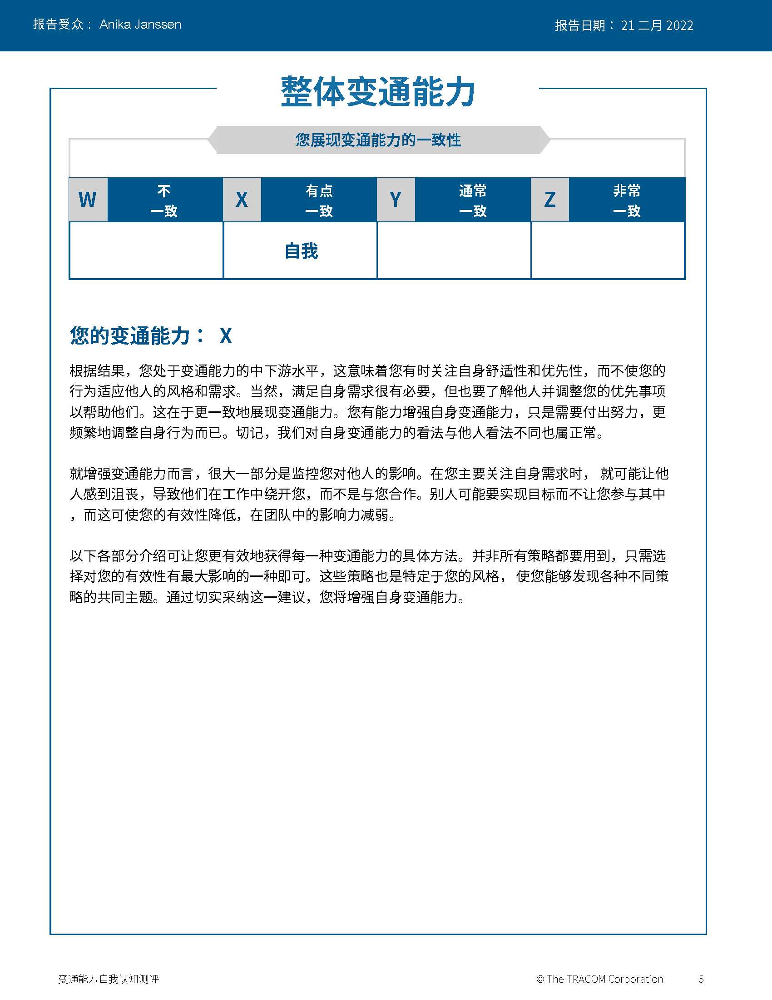 报告受众： Anika Janssen
报告日期： 21 二月 2022
整体变通能力
您展现变通能力的一致性
W 不一致 X 有点一致 Y 通常一致 Z 非常一致
自我
您的变通能力： X
根据结果，您处于变通能力的中下游水平，这意味着您有时关注自身舒适性和优先性，而不使您的
行为适应他人的风格和需求。当然，满足自身需求很有必要，但也要了解他人并调整您的优先事项
以帮助他们。这在于更一致地展现变通能力。您有能力增强自身变通能力，只是需要付出努力，更
频繁地调整自身行为而已。切记，我们对自身变通能力的看法与他人看法不同也属正常。
就增强变通能力而言，很大一部分是监控您对他人的影响。在您主要关注自身需求时， 就可能让他
人感到沮丧，导致他们在工作中绕开您，而不是与您合作。别人可能要实现目标而不让您参与其中
，而这可使您的有效性降低，在团队中的影响力减弱。
以下各部分介绍可让您更有效地获得每一种变通能力的具体方法。并非所有策略都要用到，只需选
择对您的有效性有最大影响的一种即可。这些策略也是特定于您的风格， 使您能够发现各种不同策
略的共同主题。通过切实采纳这一建议，您将增强自身变通能力。
变通能力自我认知测评
© The TRACOM Corporation 5